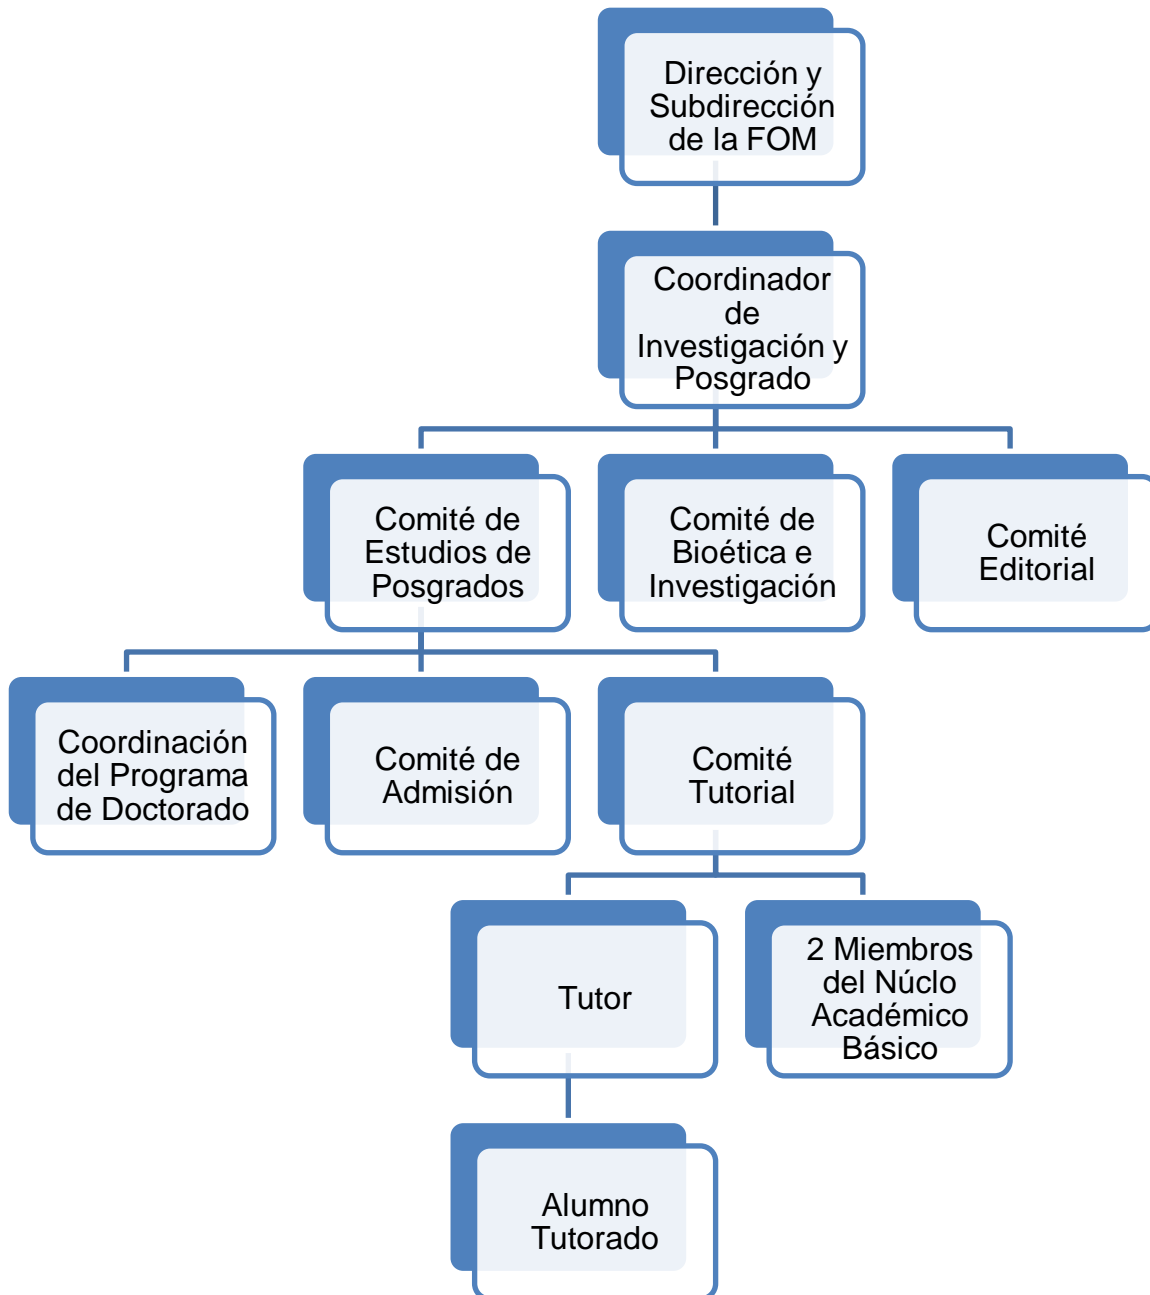 Dirección y
Subdirección
de la FOM
Coordinador
de
Investigación y
Posgrado
Comité de
Estudios de
Posgrados
Comité de
Bioética e
Investigación
Comité
Editorial
Coordinación
del Programa
de Doctorado
Comité de
Admisión
Comité
Tutorial
Tutor
2 Miembros
del Núclo
Académico
Básico
Alumno
Tutorado